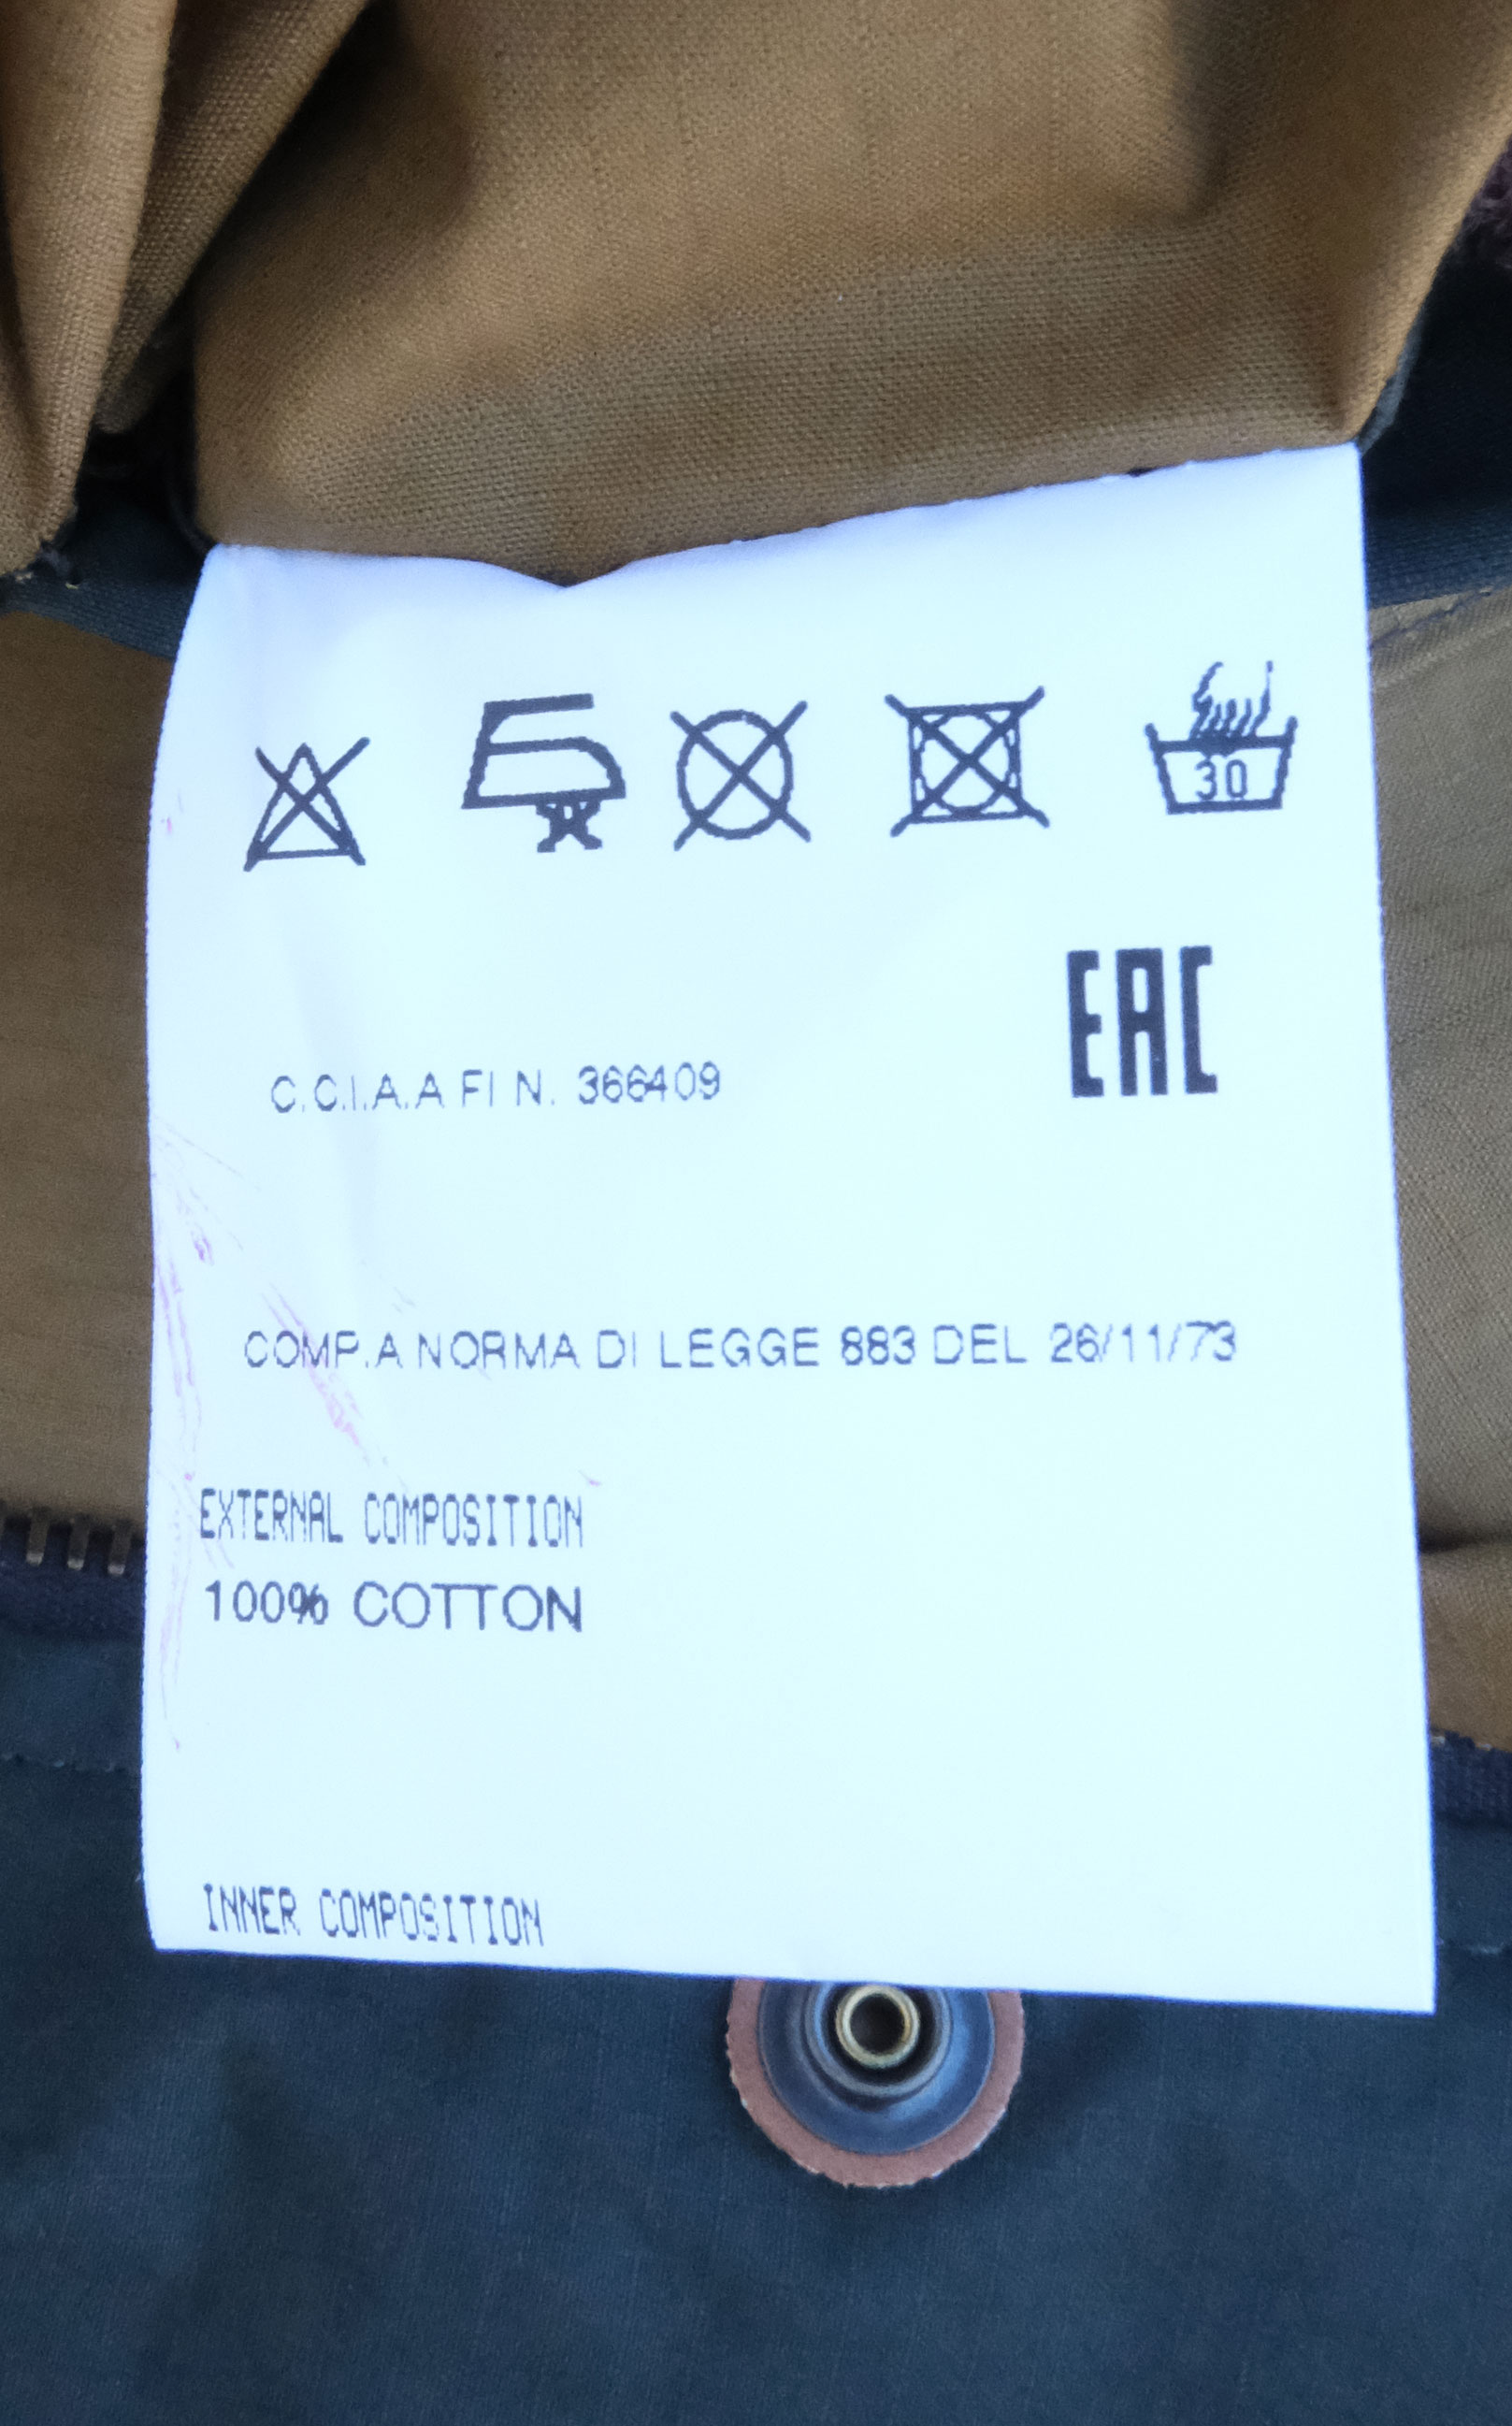 30
EAC
C.C.I.A.A FI N. 366409
COMP.A NORMA DI LEGGE 883 DEL 26/11/73
EXTERNAL COMPOSITION
100% COTTON
INNER COMPOSITION